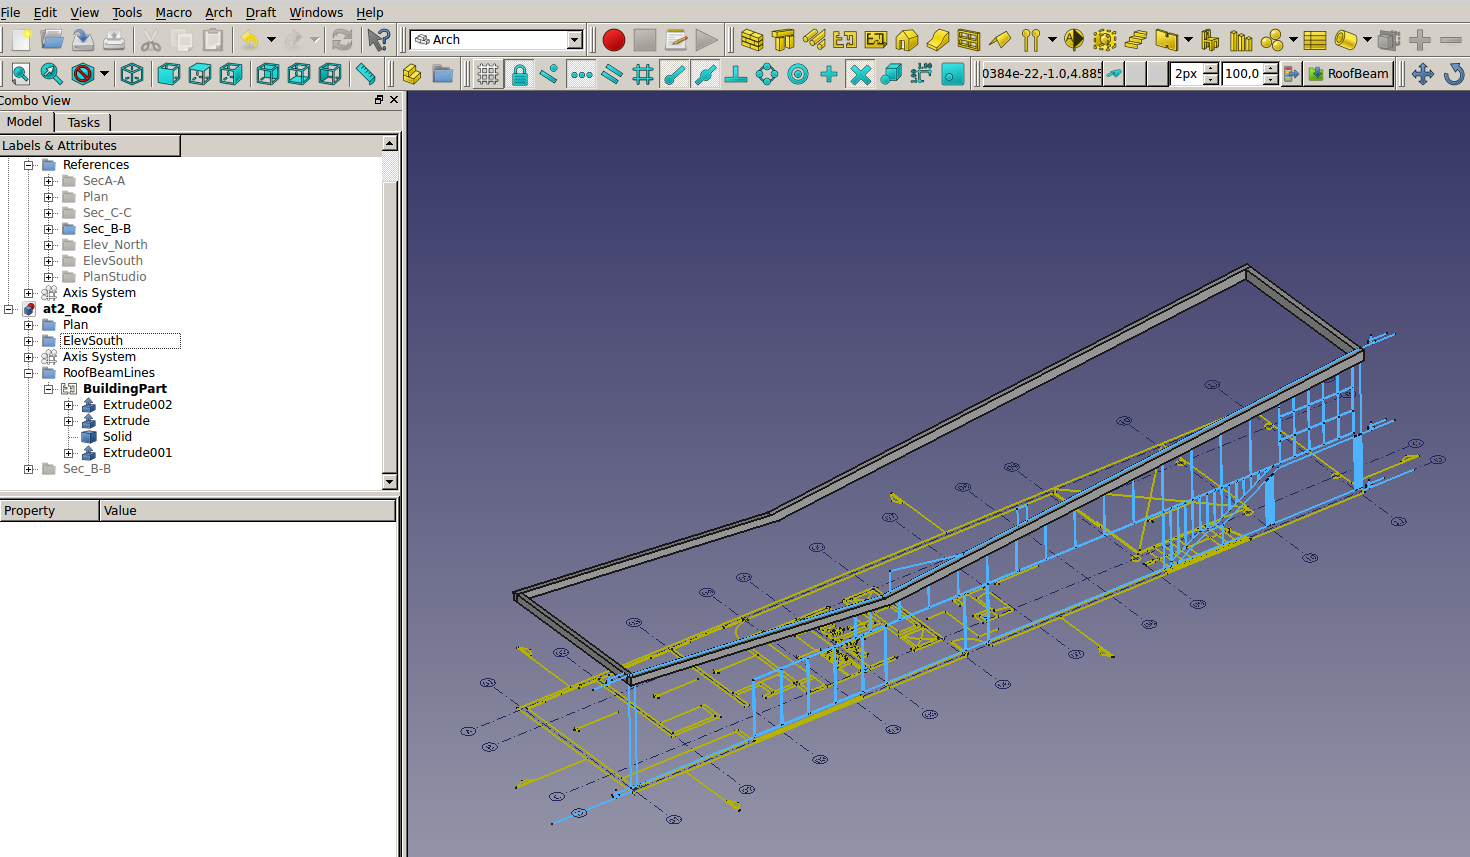 File Edit View Tools Macro Arch Draft Windows Help
Arch
0384e-22,-1.0,4.885 2px 100,0 RoofBeam
Combo View
Model Tasks
Labels & Attributes
References
SecA-A
Plan
Sec_C-C
Sec_B-B
Elev_North
ElevSouth
PlanStudio
Axis System
at2_Roof
Plan
ElevSouth
Axis System
RoofBeamLines
BuildingPart
Extrude002
Extrude
Solid
Extrude001
Sec_B-B
Property Value